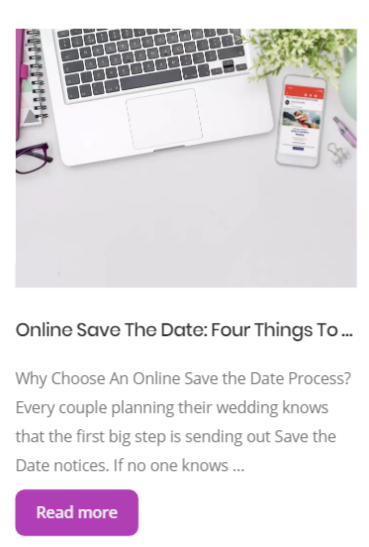 Online Save The Date: Four Things To ...
Why Choose An Online Save the Date Process?
Every couple planning their wedding knows
that the first big step is sending out Save the
Date notices. If no one knows ...
Read more